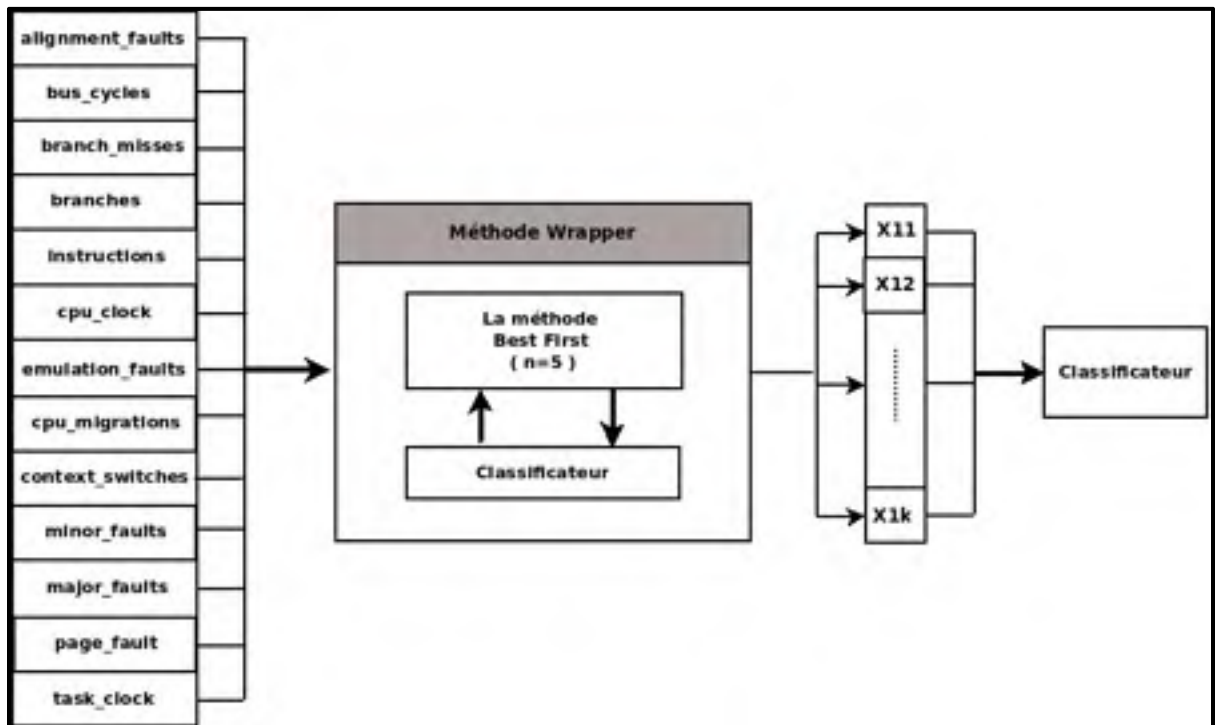 alignment_faults
bus_cycles
branch_misses
branches
instructions
cpu_clock
emulation_faults
cpu_migrations
context_switches
minor_faults
major_faults
page_fault
task_clock
Méthode Wrapper
La méthode
Best First
( n=5 )
Classificateur
X11
X12
X1k
Classificateur